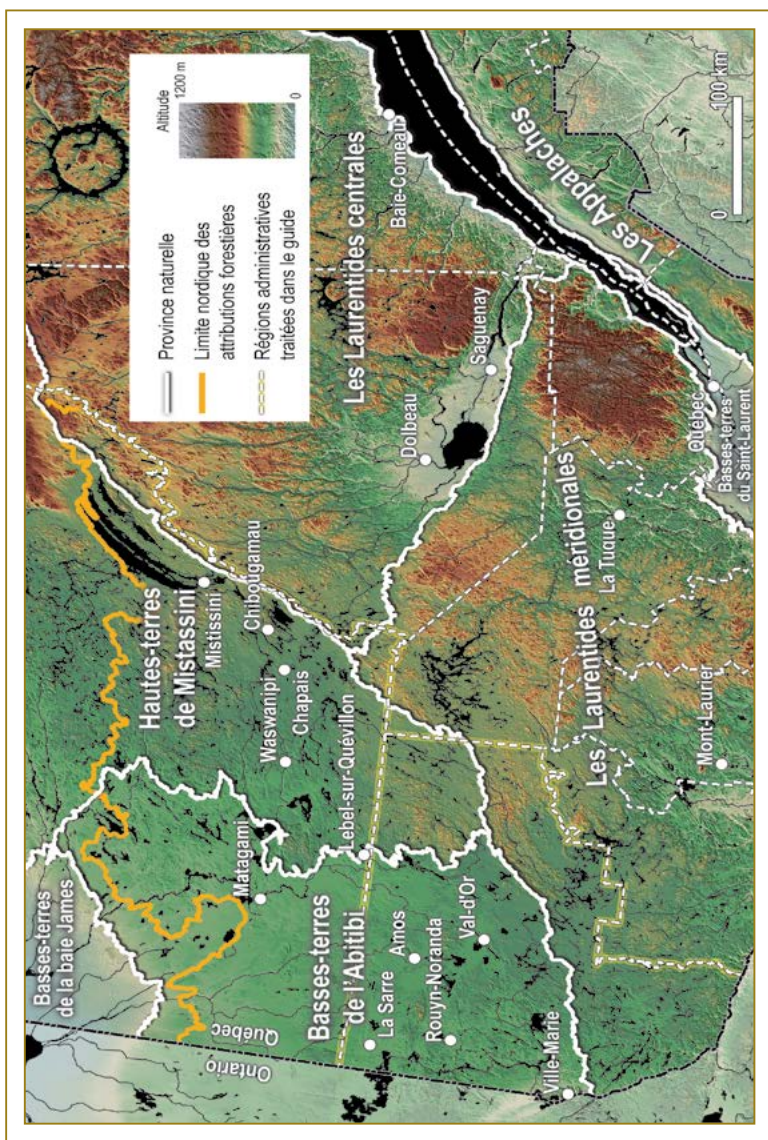 Altitude
1200 m
0
Province naturelle
Limite nordique des
attributions forestières
Régions administratives
traitées dans le guide
Basses-terres
de la baie James
Hautes-terres
de Mistassini
Mistissini
Chibougamau
Waswanipi
Chapais
Matagami
Lebel-sur-Quévillon
Ontario
Québec
Basses-terres
de l'Abitibi
La Sarre
Amos
Rouyn-Noranda
Val-d'Or
Ville-Marie
Les Laurentides centrales
Baie-Comeau
Dolbeau
Saguenay
Les Laurentides méridionales
La Tuque
Mont-Laurier
Québec
Basses-terres
du Saint-Laurent
Les Appalaches
0 100 km